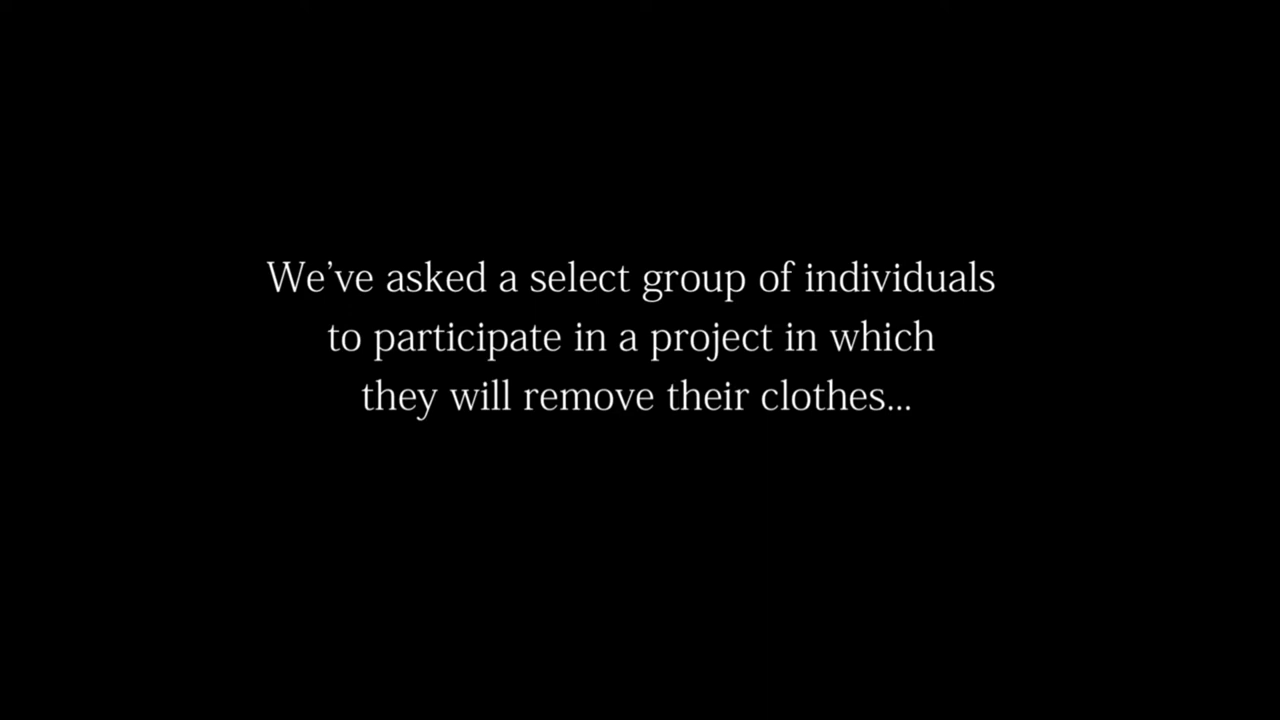 We’ve asked a select group of individuals
to participate in a project in which
they will remove their clothes...